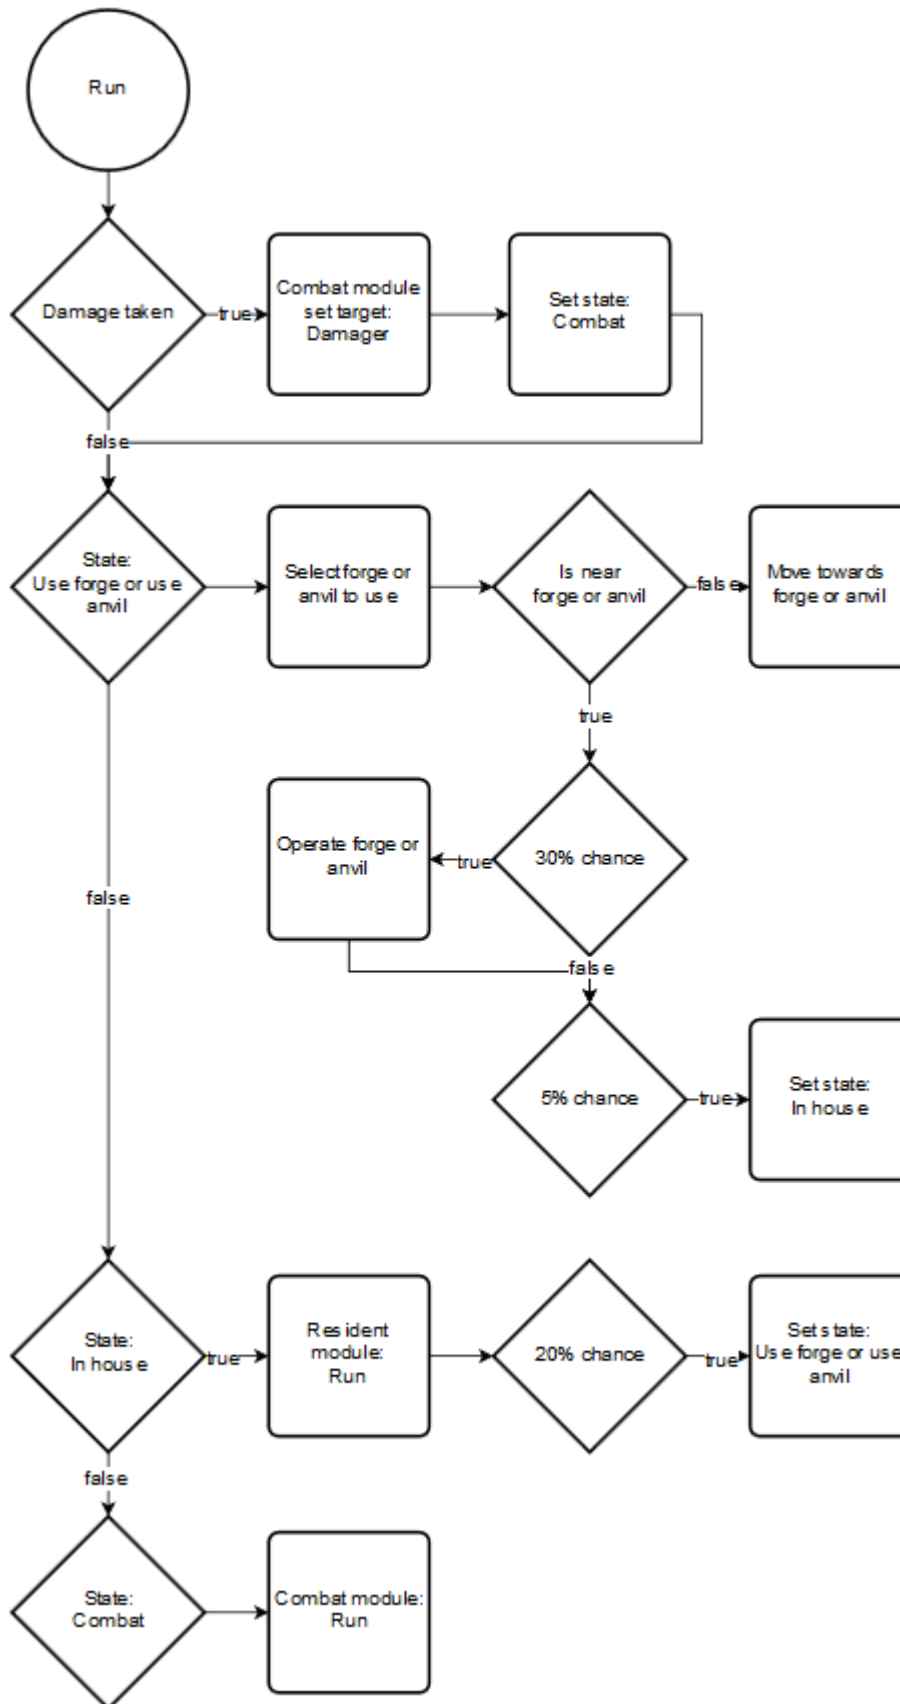 Run
Damage taken
true
Combat module
set target:
Damager
Set state:
Combat
false
State:
Use forge or use
anvil
Select forge or
anvil to use
Is near
forge or anvil
false
Move towards
forge or anvil
true
Operate forge or
anvil
true
30% chance
false
false
5% chance
true
Set state:
In house
State:
In house
true
Resident
module:
Run
20% chance
true
Set state:
Use forge or use
anvil
false
State:
Combat
Combat module:
Run